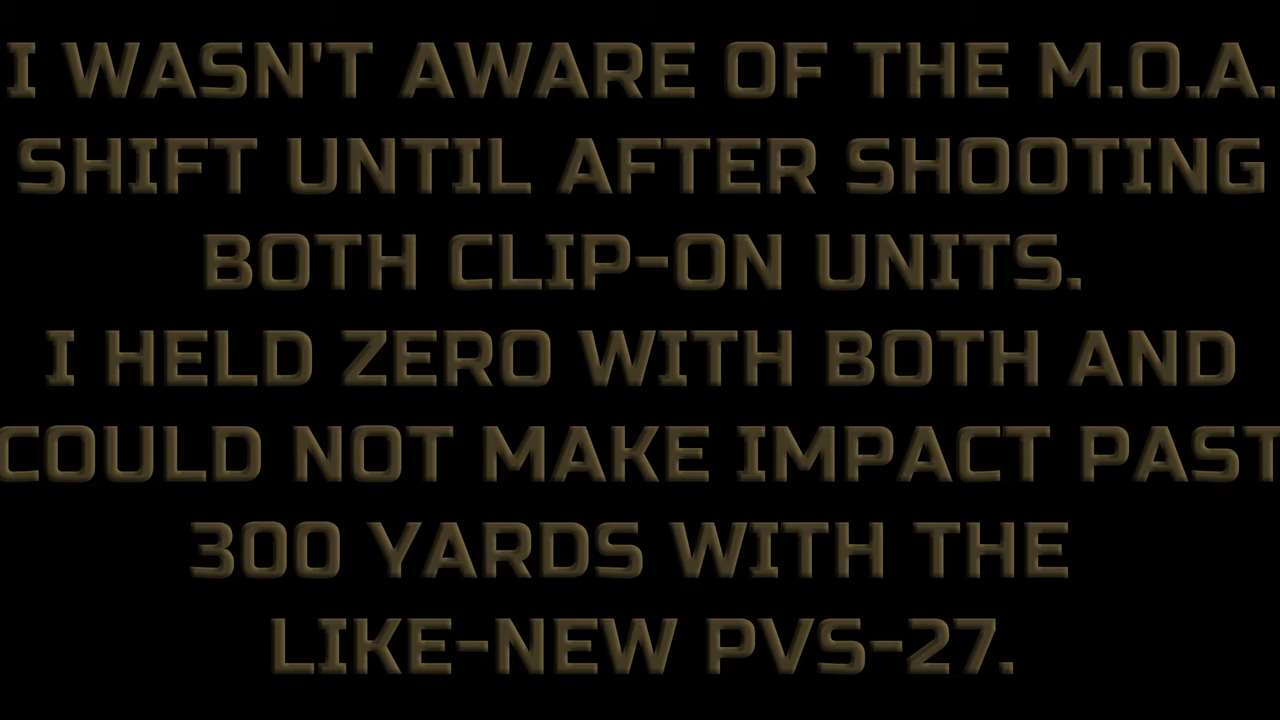 I WASN'T AWARE OF THE M.O.A.
SHIFT UNTIL AFTER SHOOTING
BOTH CLIP-ON UNITS.
I HELD ZERO WITH BOTH AND
COULD NOT MAKE IMPACT PAST
300 YARDS WITH THE
LIKE-NEW PVS-27.